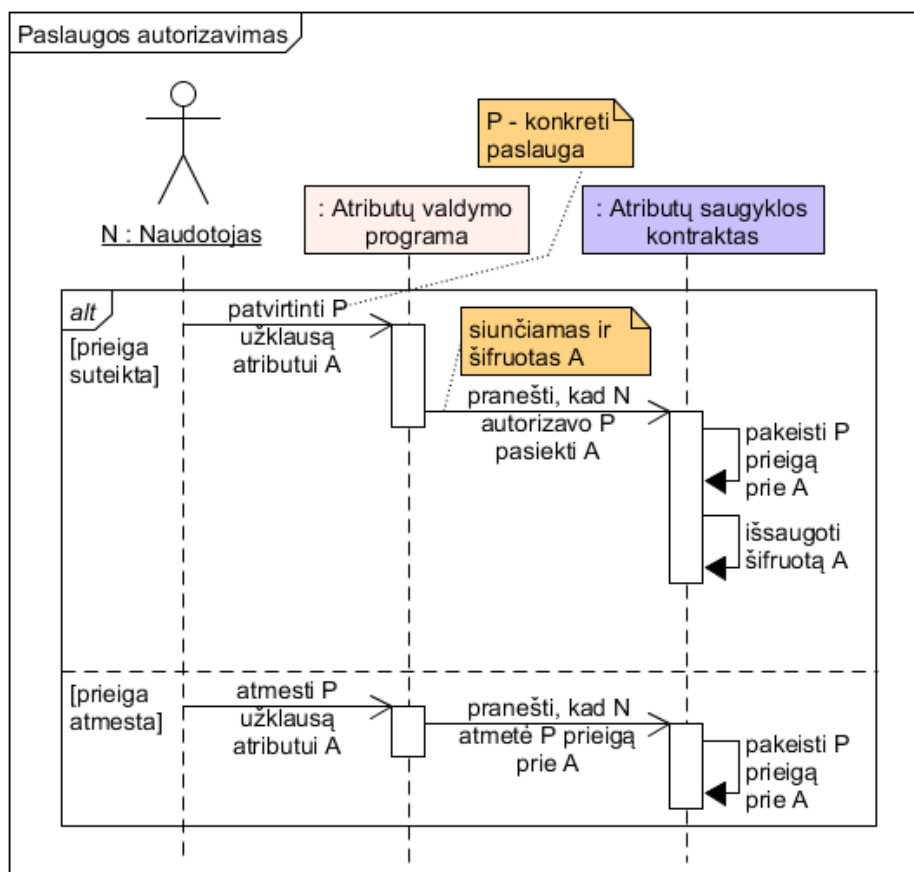 Paslaugos autorizavimas
P - konkreti
paslauga
N : Naudotojas
: Atributų valdymo
programa
: Atributų saugyklos
kontraktas
alt
[prieiga
suteikta]
patvirtinti P
užklausą
atributui A
siunčiamas ir
šifruotas A
pranešti, kad N
autorizavo P
pasiekti A
pakeisti P
prieigą
prie A
išsaugoti
šifruotą A
[prieiga
atmesta]
atmesti P
užklausą
atributui A
pranešti, kad N
atmetė P prieigą
prie A
pakeisti P
prieigą
prie A